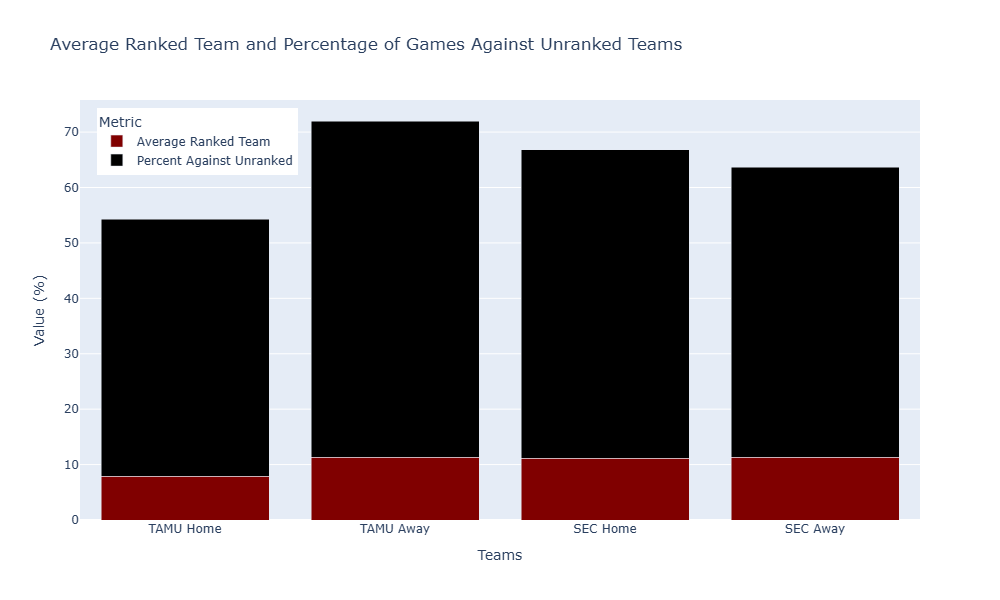 Average Ranked Team and Percentage of Games Against Unranked Teams
Metric
Average Ranked Team
Percent Against Unranked
Value (%)
70
60
50
40
30
20
10
0
TAMU Home
TAMU Away
SEC Home
SEC Away
Teams